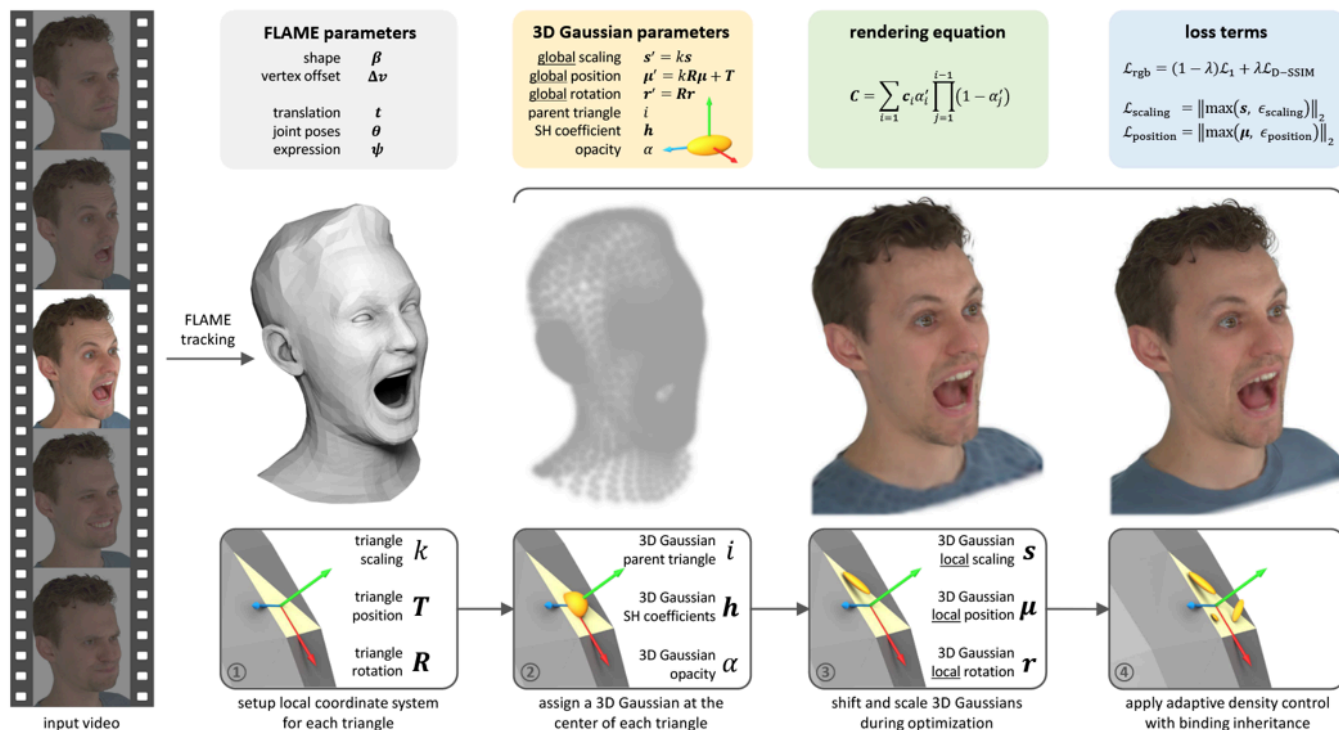 FLAME parameters
shape β
vertex offset Δv
translation t
joint poses θ
expression ψ
3D Gaussian parameters
global scaling s′ = ks
global position μ′ = kRμ + T
global rotation r′ = Rr
parent triangle i
SH coefficient h
opacity α
rendering equation
C = ∑_{i=1} c_i α′_i ∏_{j=1}^{i−1} (1 − α′_j)
loss terms
ℒ_rgb = (1 − λ)ℒ_1 + λℒ_D−SSIM
ℒ_scaling = ‖max(s, ϵ_scaling)‖_2
ℒ_position = ‖max(μ, ϵ_position)‖_2
FLAME
tracking
triangle
scaling k
triangle
position T
triangle
rotation R
①
3D Gaussian
parent triangle i
3D Gaussian
SH coefficients h
3D Gaussian
opacity α
②
3D Gaussian
local scaling s
3D Gaussian
local position μ
3D Gaussian
local rotation r
③
④
input video
setup local coordinate system
for each triangle
assign a 3D Gaussian at the
center of each triangle
shift and scale 3D Gaussians
during optimization
apply adaptive density control
with binding inheritance